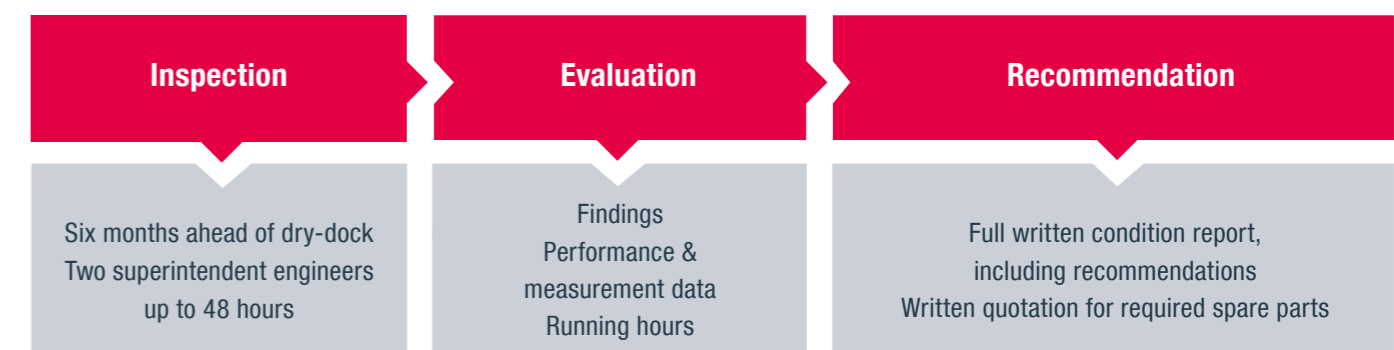 Inspection
Six months ahead of dry-dock
Two superintendent engineers
up to 48 hours
Evaluation
Findings
Performance &
measurement data
Running hours
Recommendation
Full written condition report,
including recommendations
Written quotation for required spare parts